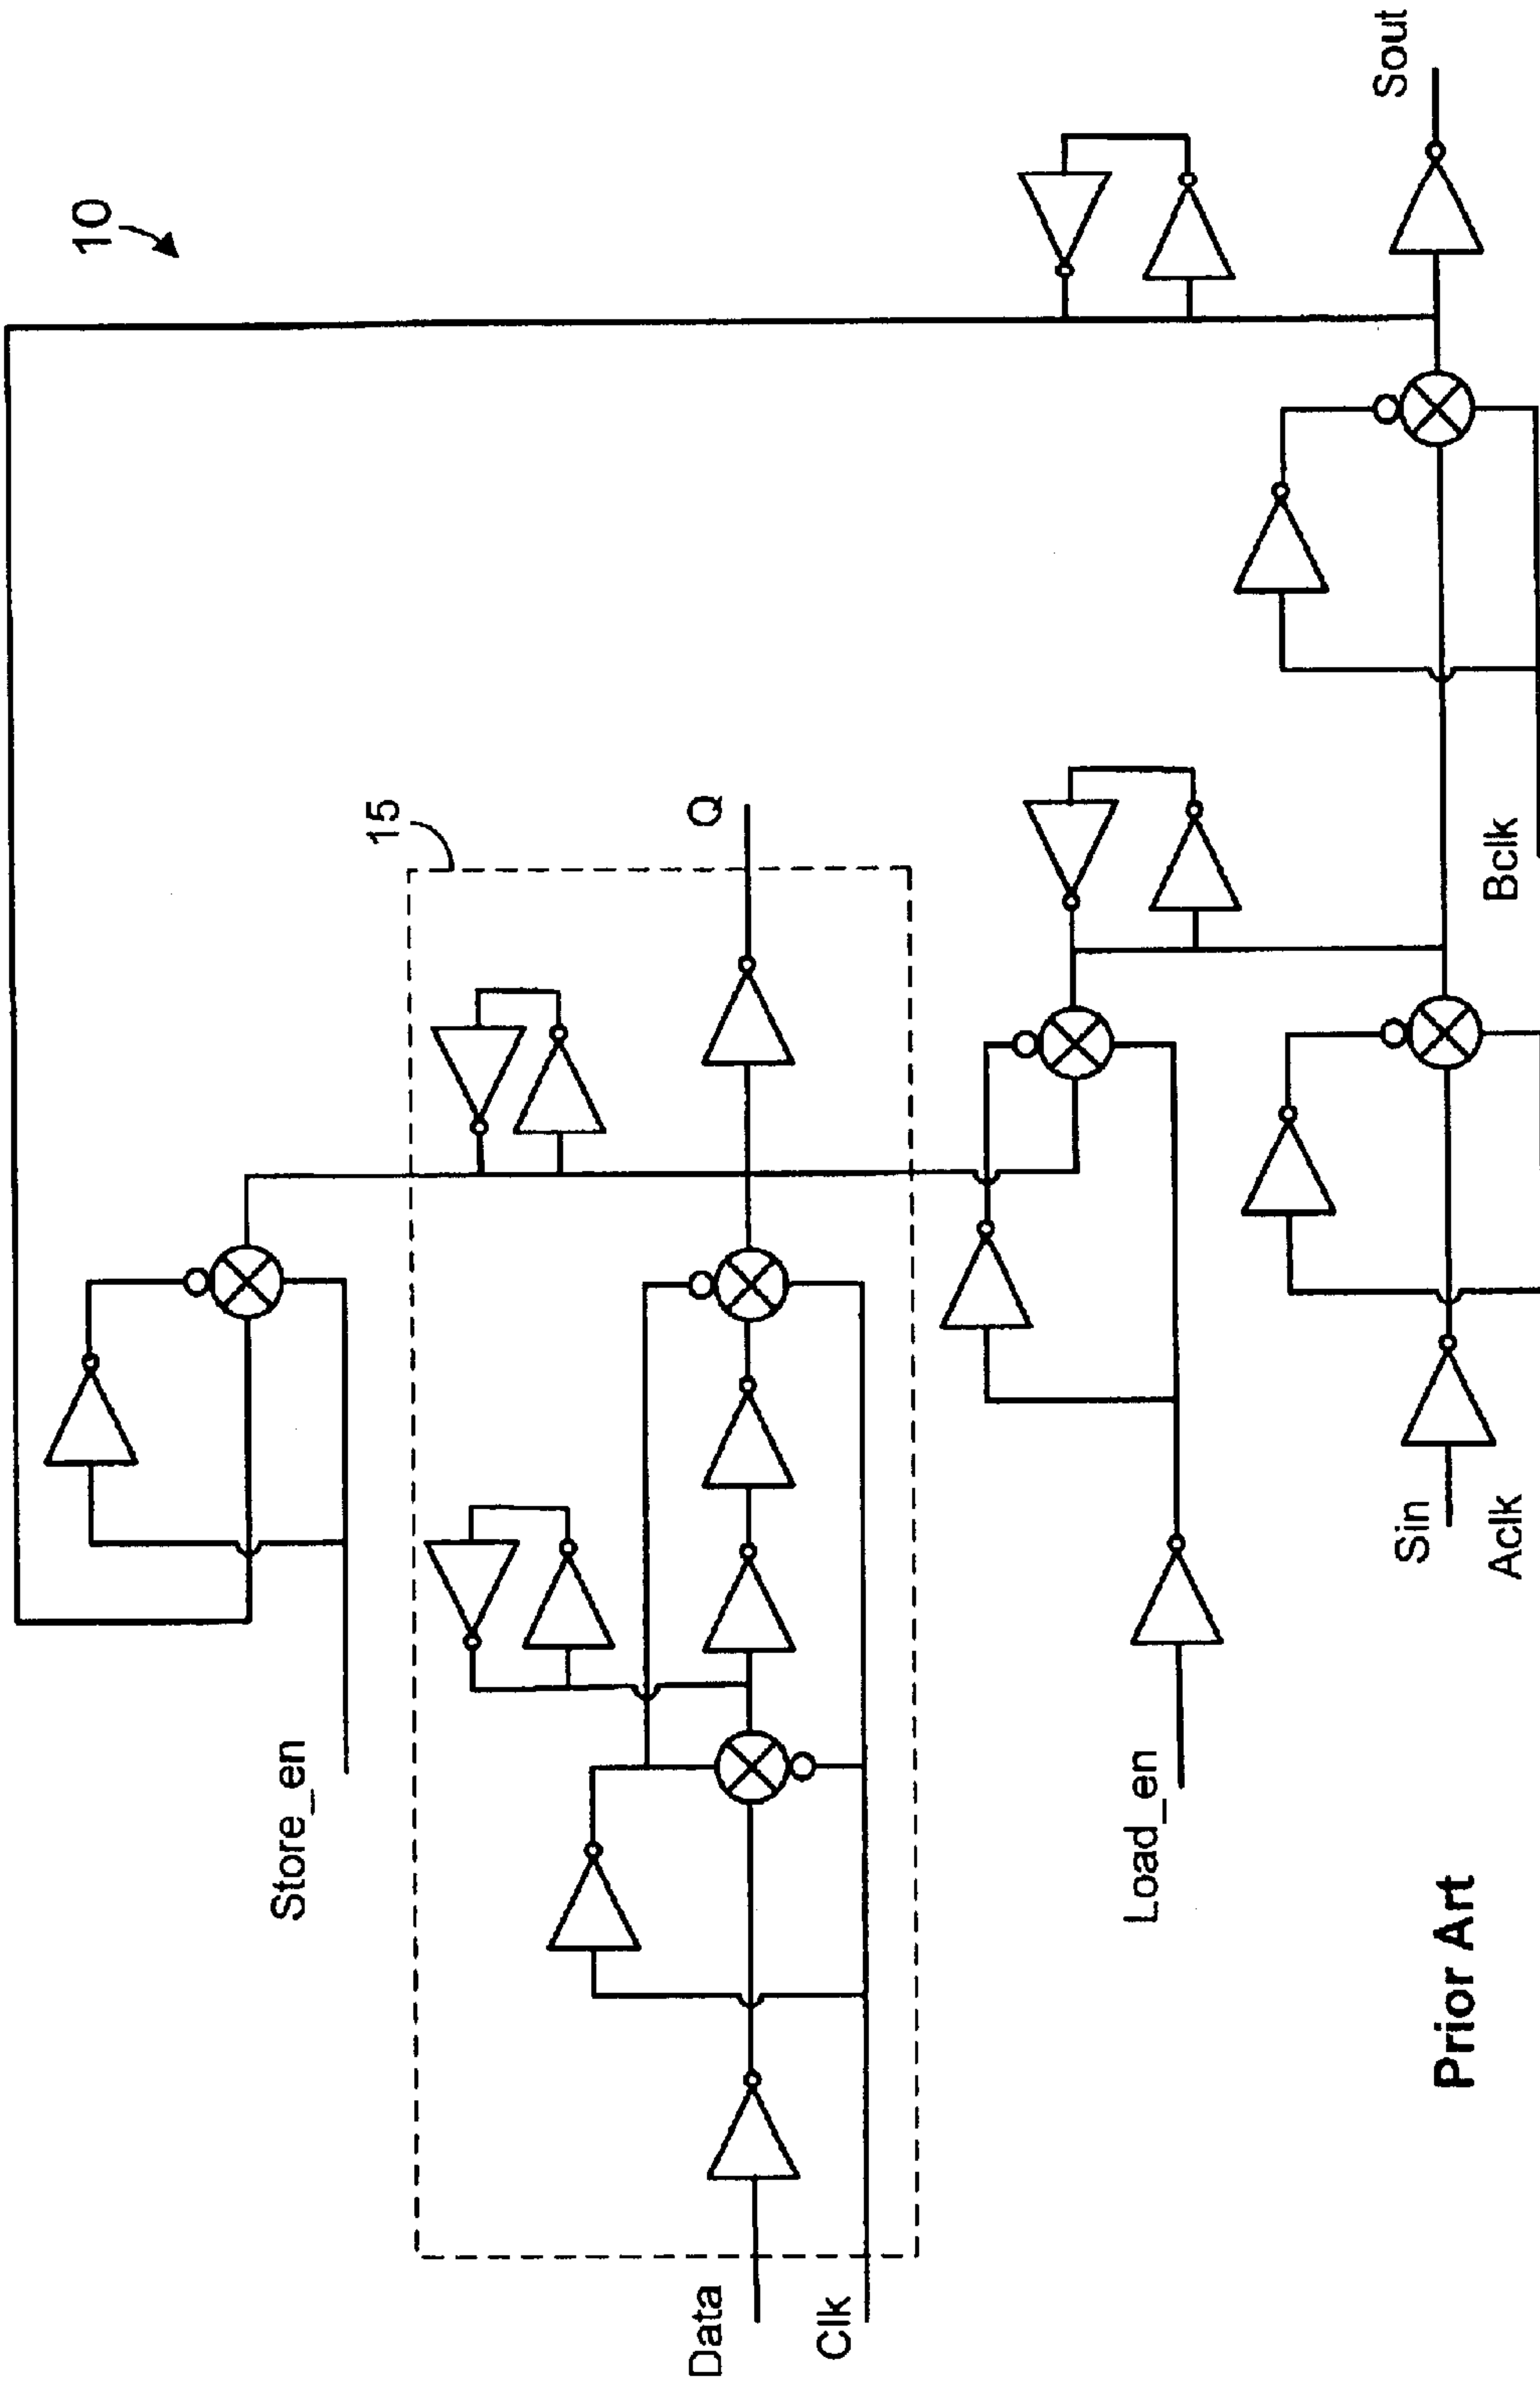 10
Store_en
15
Data
Q
Clk
Load_en
Sin
Sout
Aclk
Bclk
Prior Art